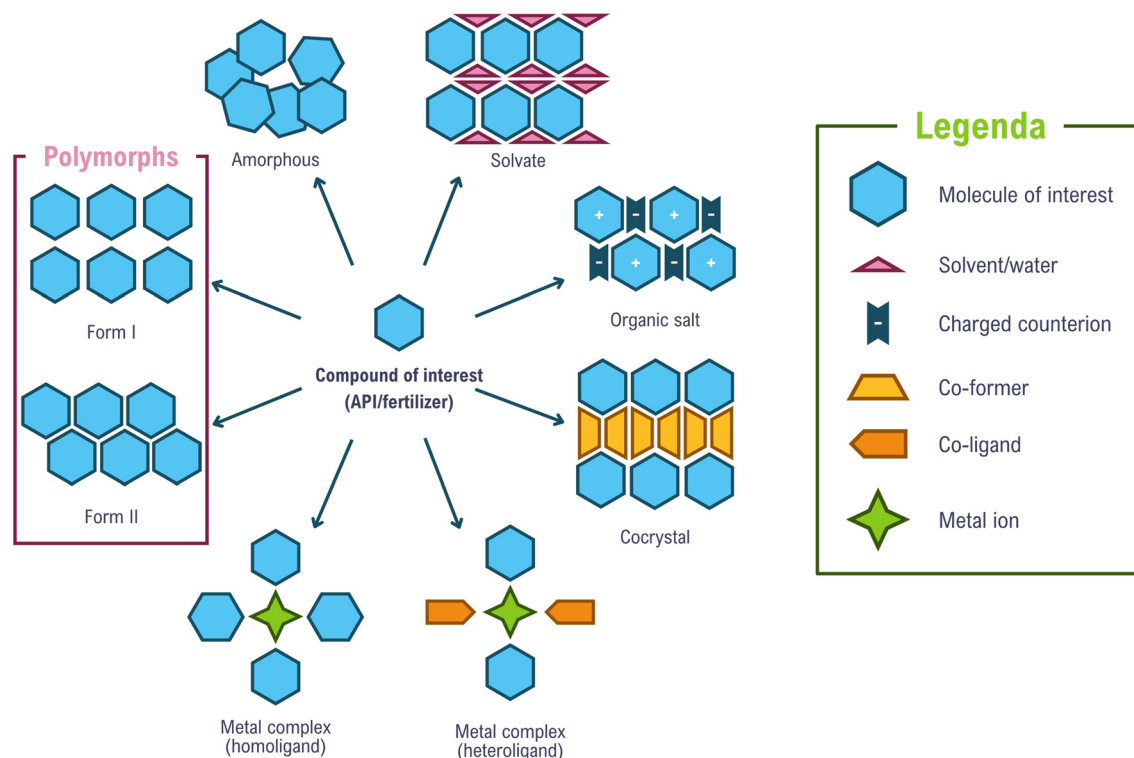 Amorphous
Solvate
Polymorphs
Form I
Form II
+ - + -
- + - +
Organic salt
Compound of interest
(API/fertilizer)
Cocrystal
Metal complex
(homoligand)
Metal complex
(heteroligand)
Legenda
Molecule of interest
Solvent/water
-
Charged counterion
Co-former
Co-ligand
Metal ion